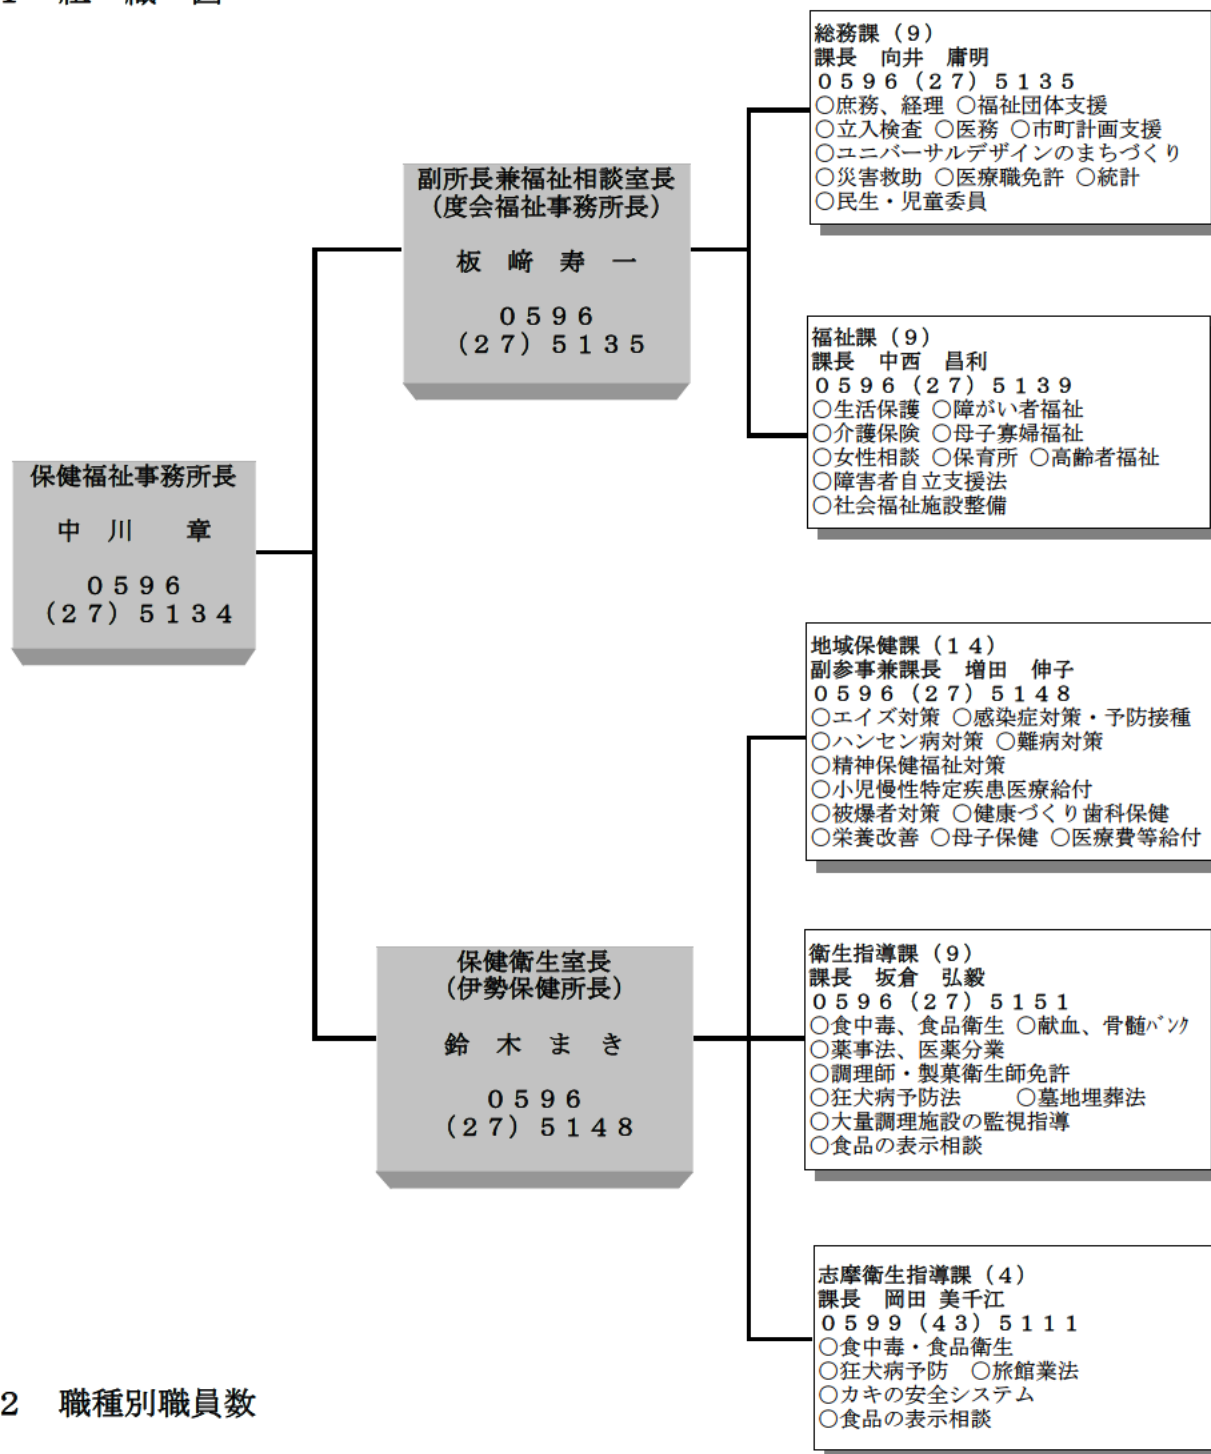 1　組　織　図
総務課（９）
課長　向井　庸明
０５９６（２７）５１３５
○庶務、経理 ○福祉団体支援
○立入検査 ○医務 ○市町計画支援
○ユニバーサルデザインのまちづくり
○災害救助 ○医療職免許 ○統計
○民生・児童委員
副所長兼福祉相談室長
（度会福祉事務所長）
板　﨑　寿　一
０５９６
（２７）５１３５
福祉課（９）
課長　中西　昌利
０５９６（２７）５１３９
○生活保護 ○障がい者福祉
○介護保険 ○母子寡婦福祉
○女性相談 ○保育所 ○高齢者福祉
○障害者自立支援法
○社会福祉施設整備
保健福祉事務所長
中　川　　章
０５９６
（２７）５１３４
地域保健課（１４）
副参事兼課長　増田　伸子
０５９６（２７）５１４８
○エイズ対策 ○感染症対策・予防接種
○ハンセン病対策 ○難病対策
○精神保健福祉対策
○小児慢性特定疾患医療給付
○被爆者対策 ○健康づくり歯科保健
○栄養改善 ○母子保健 ○医療費等給付
保健衛生室長
（伊勢保健所長）
鈴　木　ま　き
０５９６
（２７）５１４８
衛生指導課（９）
課長　坂倉　弘毅
０５９６（２７）５１５１
○食中毒、食品衛生 ○献血、骨髄ﾊﾞﾝｸ
○薬事法、医薬分業
○調理師・製菓衛生師免許
○狂犬病予防法　　○墓地埋葬法
○大量調理施設の監視指導
○食品の表示相談
志摩衛生指導課（４）
課長　岡田 美千江
０５９９（４３）５１１１
○食中毒・食品衛生
○狂犬病予防　○旅館業法
○カキの安全システム
○食品の表示相談
2　職種別職員数